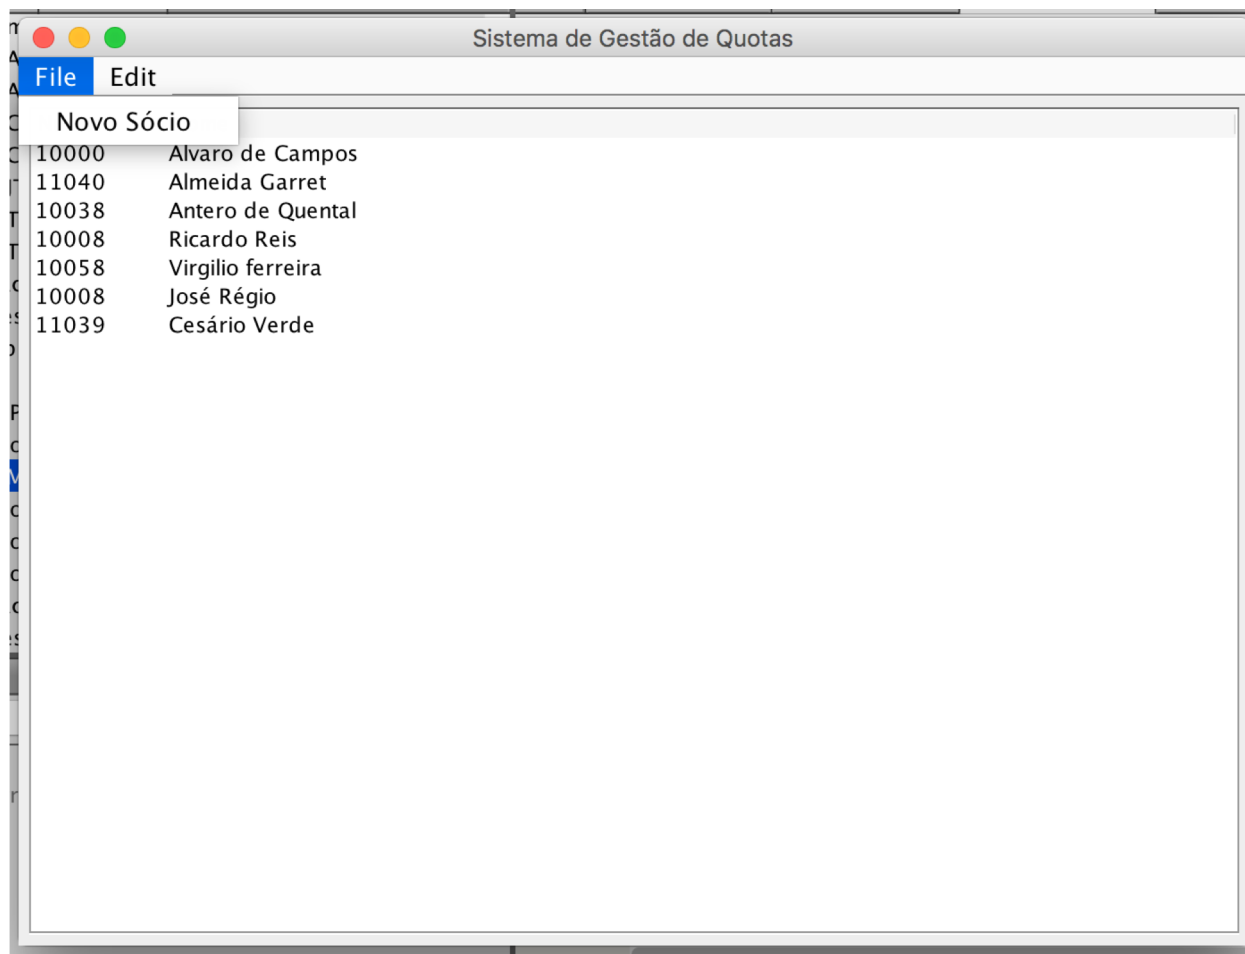 Sistema de Gestão de Quotas
File Edit
Novo Sócio
10000 Alvaro de Campos
11040 Almeida Garret
10038 Antero de Quental
10008 Ricardo Reis
10058 Virgilio ferreira
10008 José Régio
11039 Cesário Verde